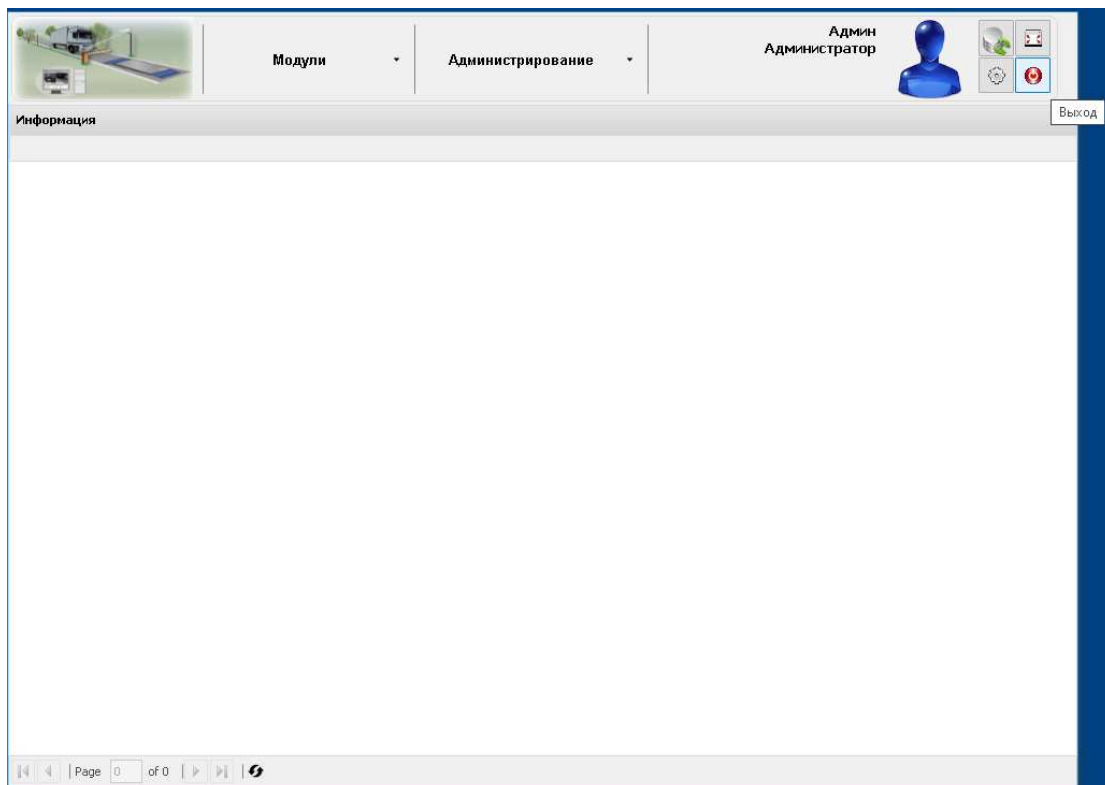 Модули
Администрирование
Админ
Администратор
Выход
Информация
Page 0 of 0